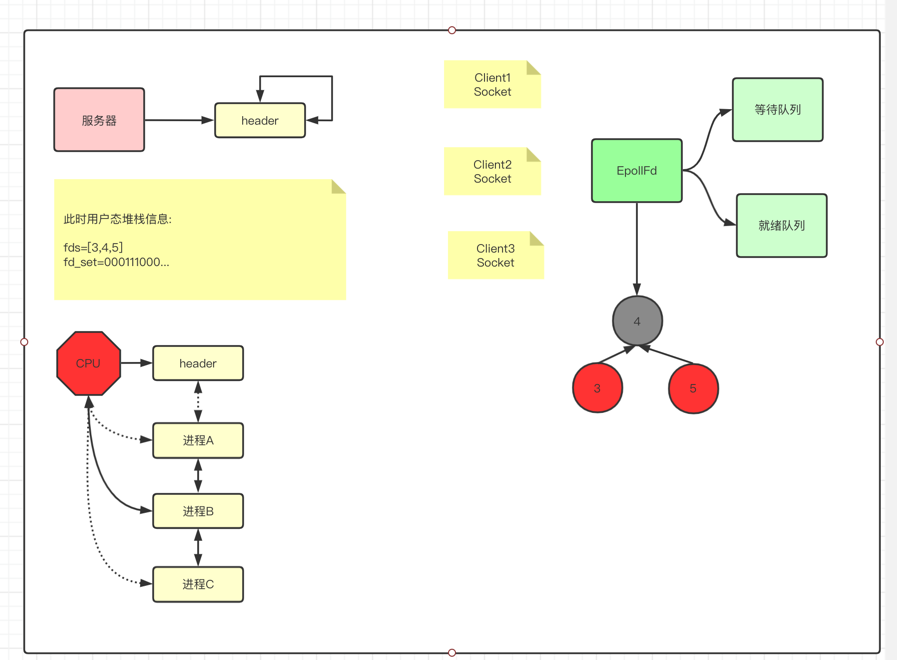 服务器
header
Client1
Socket
Client2
Socket
Client3
Socket
EpollFd
等待队列
就绪队列
此时用户态堆栈信息:
fds=[3,4,5]
fd_set=000111000...
4
3
5
CPU
header
进程A
进程B
进程C